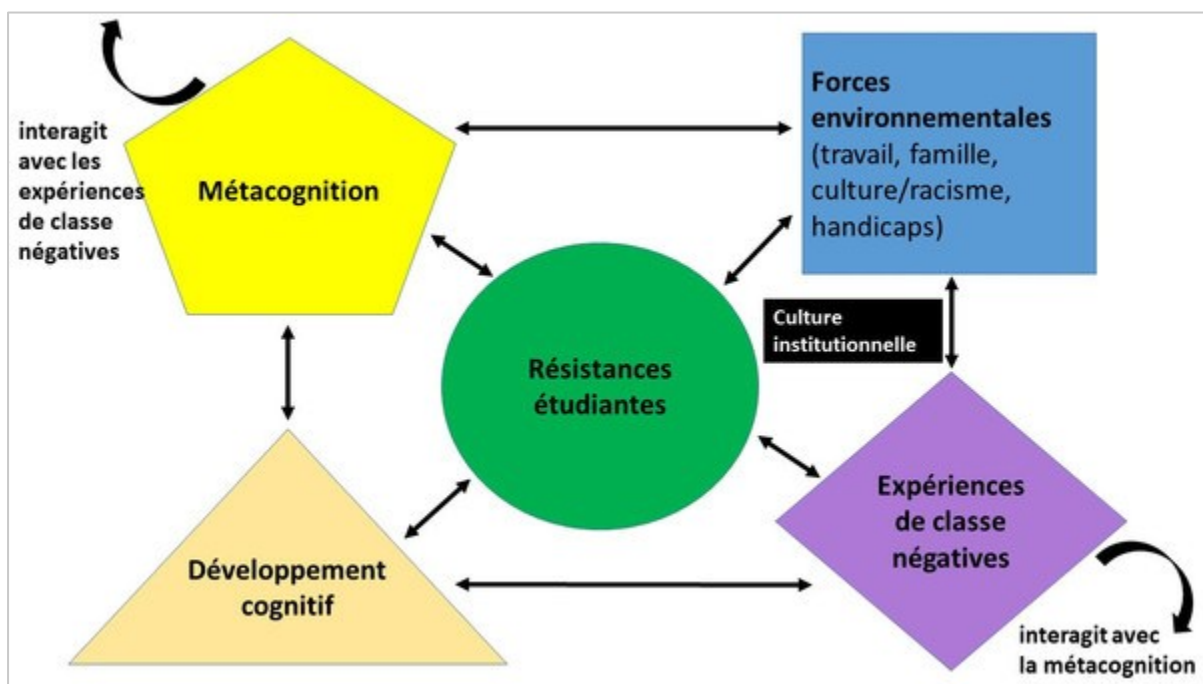 interagit
avec les
expériences
de classe
négatives
Métacognition
Forces
environnementales
(travail, famille,
culture/racisme,
handicaps)
Culture
institutionnelle
Résistances
étudiantes
Développement
cognitif
Expériences
de classe
négatives
interagit avec
la métacognition